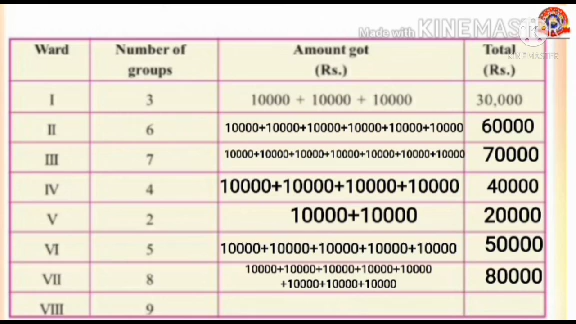 Made with KINEMASTER
KINEMASTER
Ward Number of groups Amount got (Rs.) Total (Rs.)
I 3 10000 + 10000 + 10000 30,000
II 6 10000+10000+10000+10000+10000+10000 60000
III 7 10000+10000+10000+10000+10000+10000+10000 70000
IV 4 10000+10000+10000+10000 40000
V 2 10000+10000 20000
VI 5 10000+10000+10000+10000+10000 50000
VII 8 10000+10000+10000+10000+10000
+10000+10000+10000 80000
VIII 9